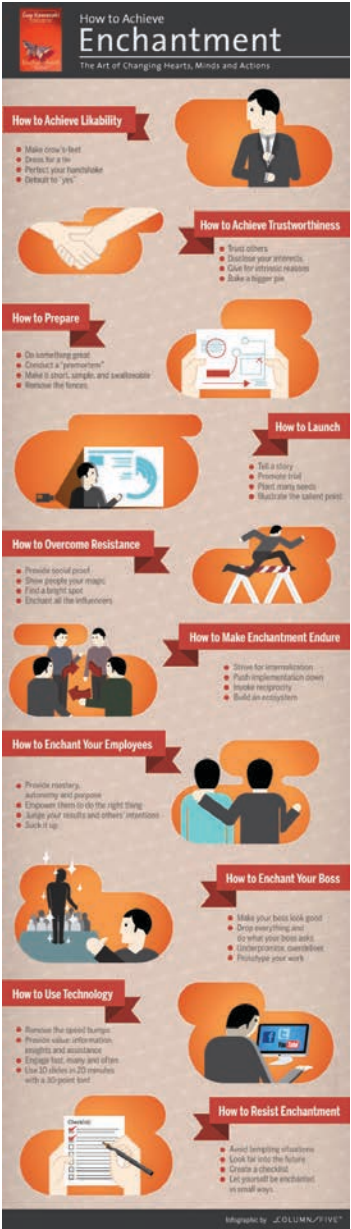 Guy Kawasaki
How to Achieve
Enchantment
The Art of Changing Hearts, Minds and Actions
How to Achieve Likability
Make crow's-feet
Dress for a tie
Perfect your handshake
Default to "yes"
How to Achieve Trustworthiness
Trust others
Disclose your interests
Give for intrinsic reasons
Bake a bigger pie
How to Prepare
Do something great
Conduct a "premortem"
Make it short, simple, and swallowable
Remove the fences
How to Launch
Tell a story
Promote trial
Plant many seeds
Illustrate the salient point
How to Overcome Resistance
Provide social proof
Show people your magic
Find a bright spot
Enchant all the influencers
How to Make Enchantment Endure
Strive for internalization
Push implementation down
Invoke reciprocity
Build an ecosystem
How to Enchant Your Employees
Provide mastery,
autonomy and purpose
Empower them to do the right thing
Judge your results and others' intentions
Suck it up
How to Enchant Your Boss
Make your boss look good
Drop everything and
do what your boss asks
Underpromise, overdeliver
Prototype your work
How to Use Technology
Remove the speed bumps
Provide value: information,
insights and assistance
Engage fast, many and often
Use 10 slides in 20 minutes
with a 30-point font
You Tube
Checklist
How to Resist Enchantment
Avoid tempting situations
Look far into the future
Create a checklist
Let yourself be enchanted
in small ways
Infographic by COLUMN FIVE